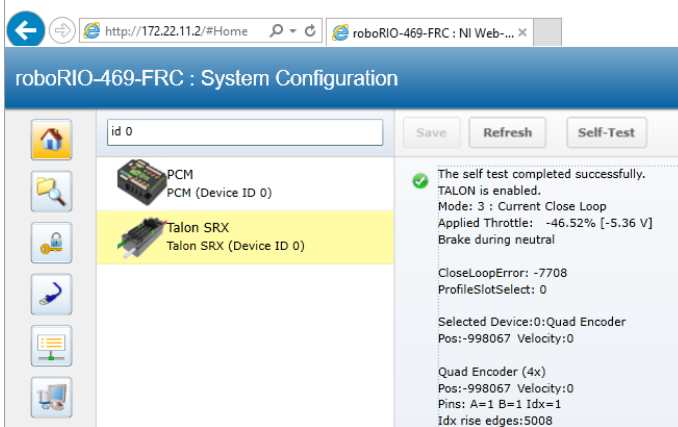 http://172.22.11.2/#Home
roboRIO-469-FRC : NI Web-...
roboRIO-469-FRC : System Configuration
id 0
Save
Refresh
Self-Test
PCM
PCM (Device ID 0)
Talon SRX
Talon SRX (Device ID 0)
The self test completed successfully.
TALON is enabled.
Mode: 3 : Current Close Loop
Applied Throttle: -46.52% [-5.36 V]
Brake during neutral
CloseLoopError: -7708
ProfileSlotSelect: 0
Selected Device:0:Quad Encoder
Pos:-998067 Velocity:0
Quad Encoder (4x)
Pos:-998067 Velocity:0
Pins: A=1 B=1 Idx=1
Idx rise edges:5008